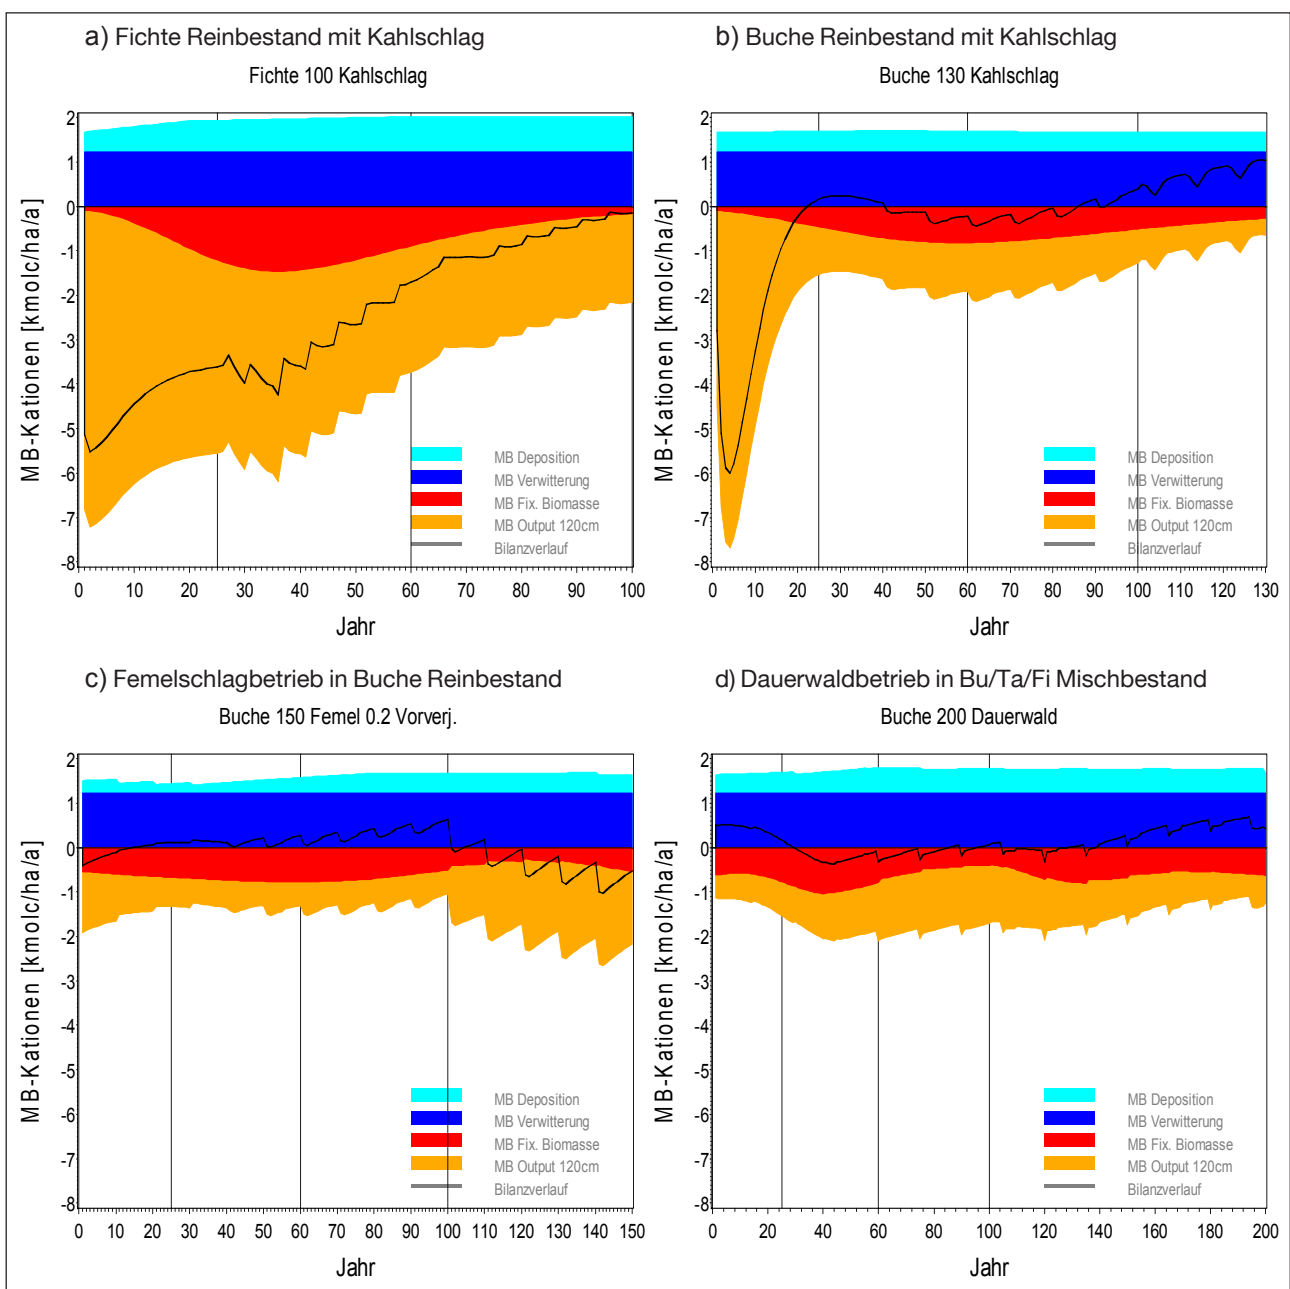 a) Fichte Reinbestand mit Kahlschlag
Fichte 100 Kahlschlag
MB-Kationen [kmolc/ha/a]
2
1
0
-1
-2
-3
-4
-5
-6
-7
-8
MB Deposition
MB Verwitterung
MB Fix. Biomasse
MB Output 120cm
Bilanzverlauf
0 10 20 30 40 50 60 70 80 90 100
Jahr
b) Buche Reinbestand mit Kahlschlag
Buche 130 Kahlschlag
MB-Kationen [kmolc/ha/a]
2
1
0
-1
-2
-3
-4
-5
-6
-7
-8
MB Deposition
MB Verwitterung
MB Fix. Biomasse
MB Output 120cm
Bilanzverlauf
0 10 20 30 40 50 60 70 80 90 100 110 120 130
Jahr
c) Femelschlagbetrieb in Buche Reinbestand
Buche 150 Femel 0.2 Vorverj.
MB-Kationen [kmolc/ha/a]
2
1
0
-1
-2
-3
-4
-5
-6
-7
-8
MB Deposition
MB Verwitterung
MB Fix. Biomasse
MB Output 120cm
Bilanzverlauf
0 10 20 30 40 50 60 70 80 90 100 110 120 130 140 150
Jahr
d) Dauerwaldbetrieb in Bu/Ta/Fi Mischbestand
Buche 200 Dauerwald
MB-Kationen [kmolc/ha/a]
2
1
0
-1
-2
-3
-4
-5
-6
-7
-8
MB Deposition
MB Verwitterung
MB Fix. Biomasse
MB Output 120cm
Bilanzverlauf
0 20 40 60 80 100 120 140 160 180 200
Jahr